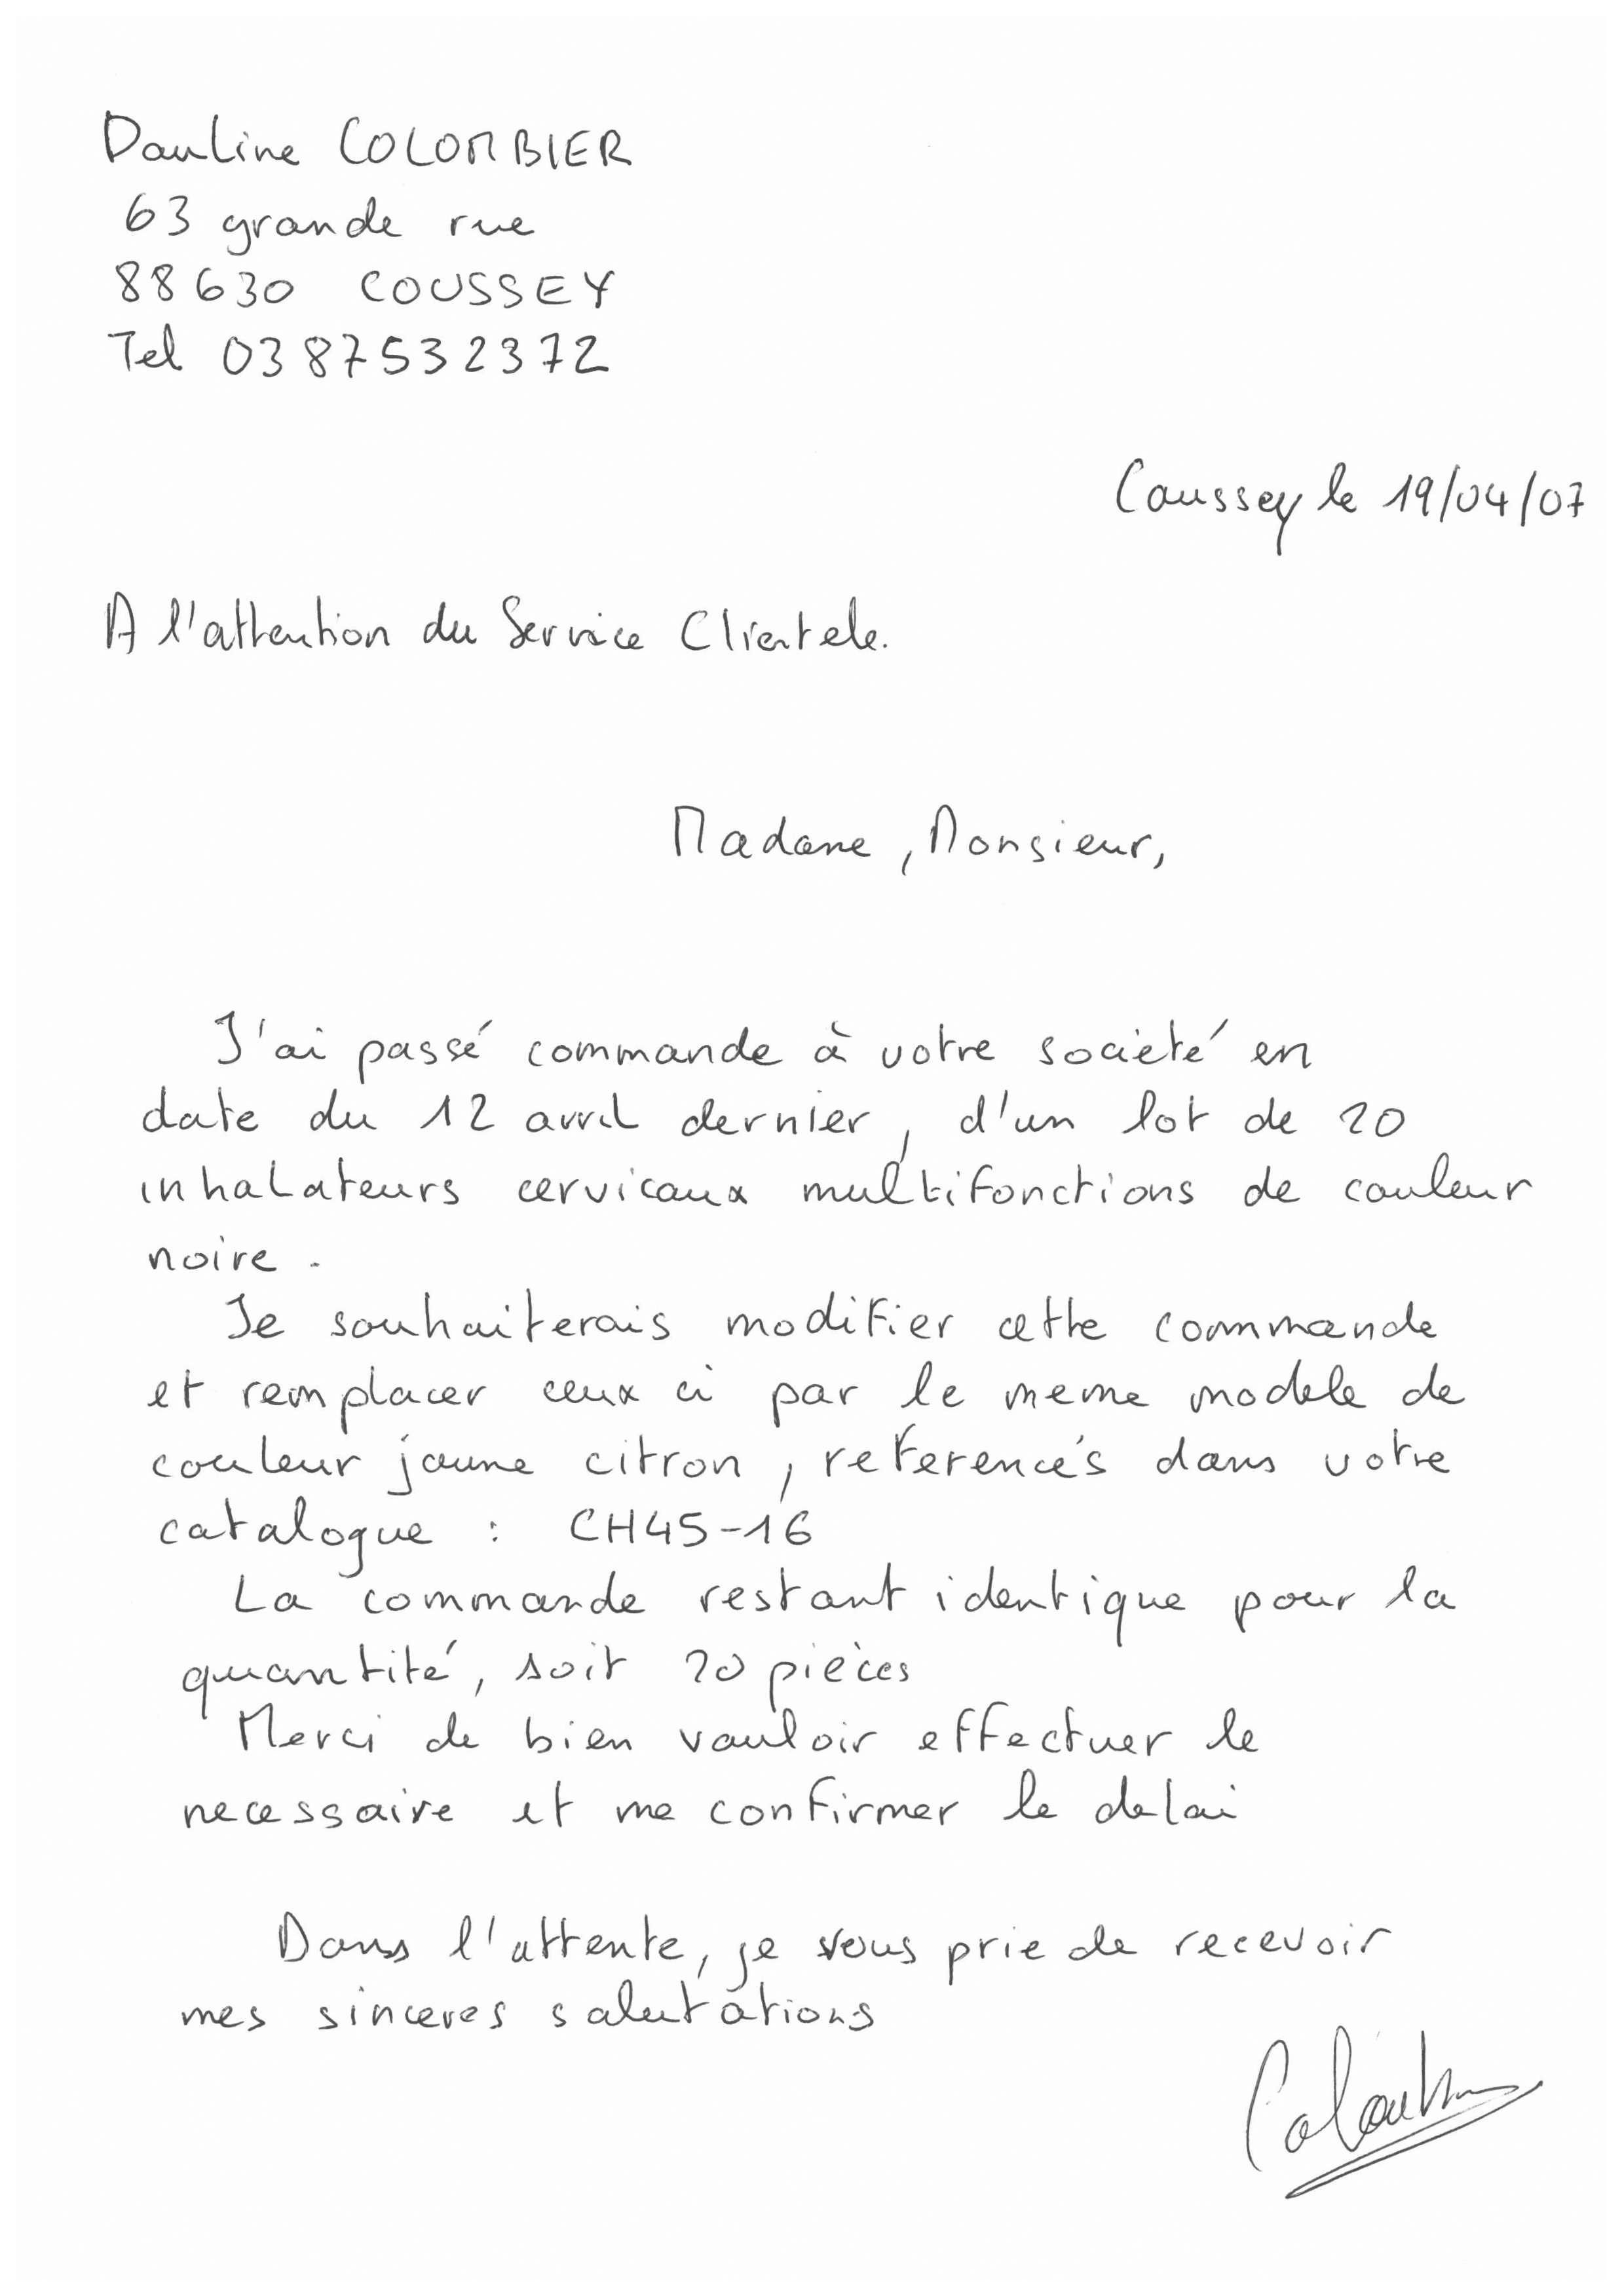 Pauline COLOMBIER
63 grande rue
88630 COUSSEY
Tel 0387532372
Coussey le 19/04/07
A l'attention du Service Clientele.
Madame, Monsieur,
J'ai passé commande à votre société en
date du 12 avril dernier, d'un lot de 20
inhalateurs cervicaux multifonctions de couleur
noire.
Je souhaiterais modifier cette commande
et remplacer ceux ci par le meme modele de
couleur jaune citron, referencés dans votre
catalogue : CH45-16
La commande restant identique pour la
quantité, soit 20 pièces
Merci de bien vouloir effectuer le
necessaire et me confirmer le delai
Dans l'attente, je vous prie de recevoir
mes sinceres salutations